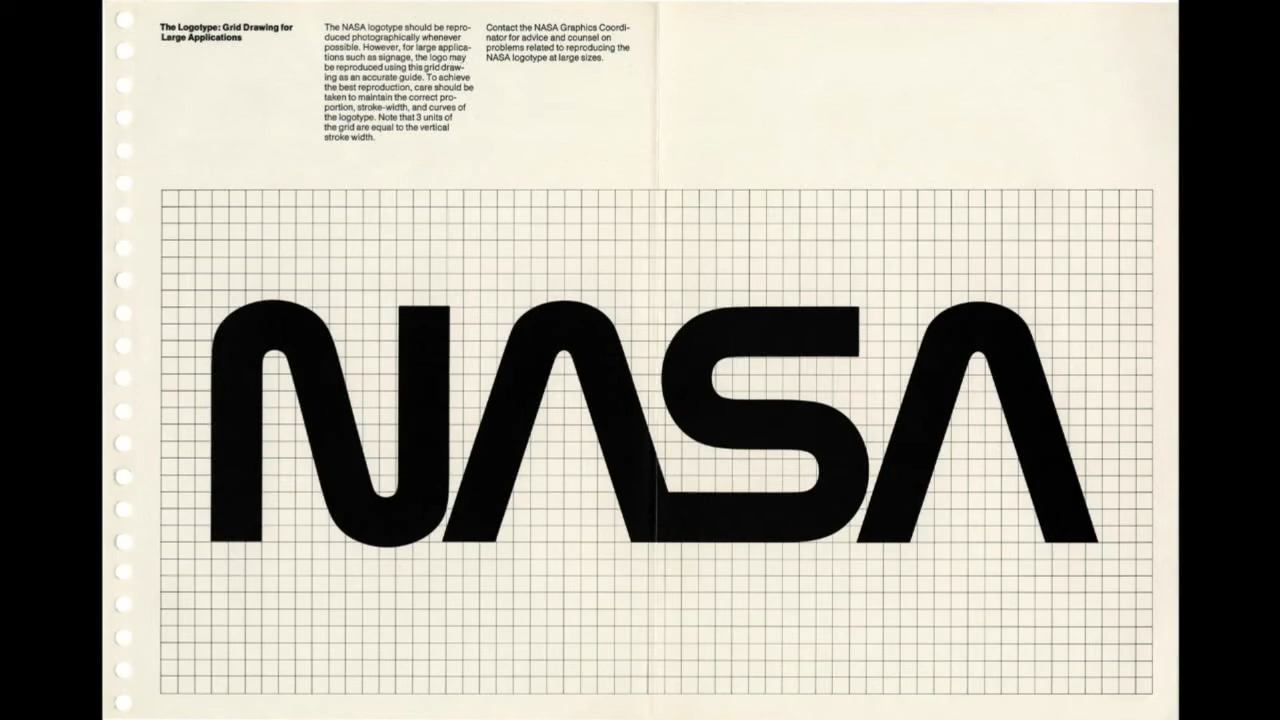 The Logotype: Grid Drawing for
Large Applications
The NASA logotype should be repro-
duced photographically whenever
possible. However, for large applica-
tions such as signage, the logo may
be reproduced using this grid draw-
ing as an accurate guide. To achieve
the best reproduction, care should be
taken to maintain the correct pro-
portion, stroke-width, and curves of
the logotype. Note that 3 units of
the grid are equal to the vertical
stroke width.
Contact the NASA Graphics Coordi-
nator for advice and counsel on
problems related to reproducing the
NASA logotype at large sizes.
NASA